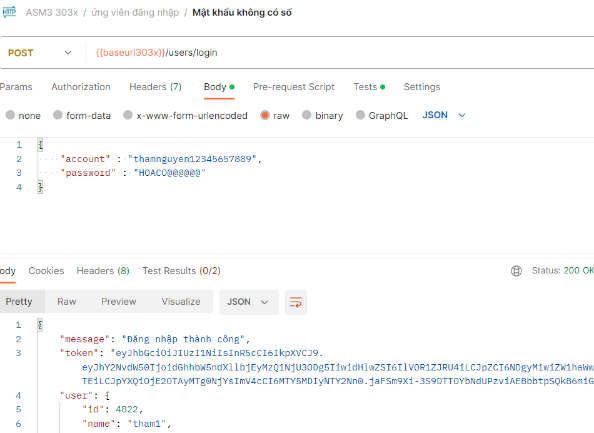 HTTP ASM3 303x / ứng viên đăng nhập / Mật khẩu không có số
POST {{baseurl303x}}/users/login
Params Authorization Headers (7) Body Pre-request Script Tests Settings
none form-data x-www-form-urlencoded raw binary GraphQL JSON
1 {
2 "account" : "thamnguyen12345657889",
3 "password" : "HOACO@@@@@@"
4 }
ody Cookies Headers (8) Test Results (0/2) Status: 200 OK
Pretty Raw Preview Visualize JSON
1 {
2 "message": "Đăng nhập thành công",
3 "token": "eyJhbGciOiJIUzI1NiIsInR5cCI6IkpXVCJ9.
4 "user": {
5 "id": 4822,
6 "name": "tham1",